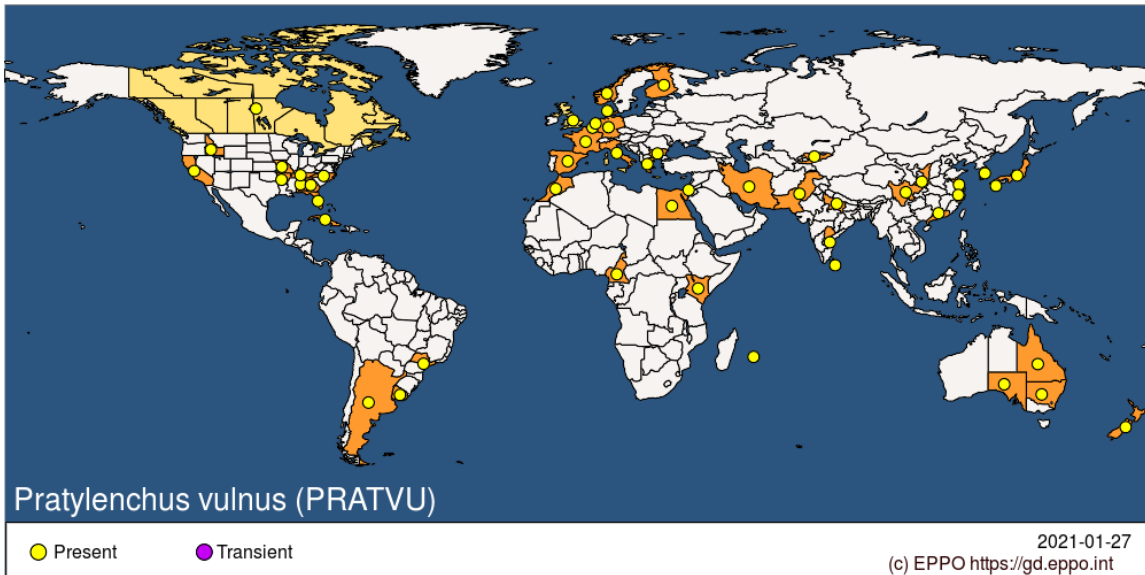 Pratylenchus vulnus (PRATVU)
Present
Transient
2021-01-27
(c) EPPO https://gd.eppo.int